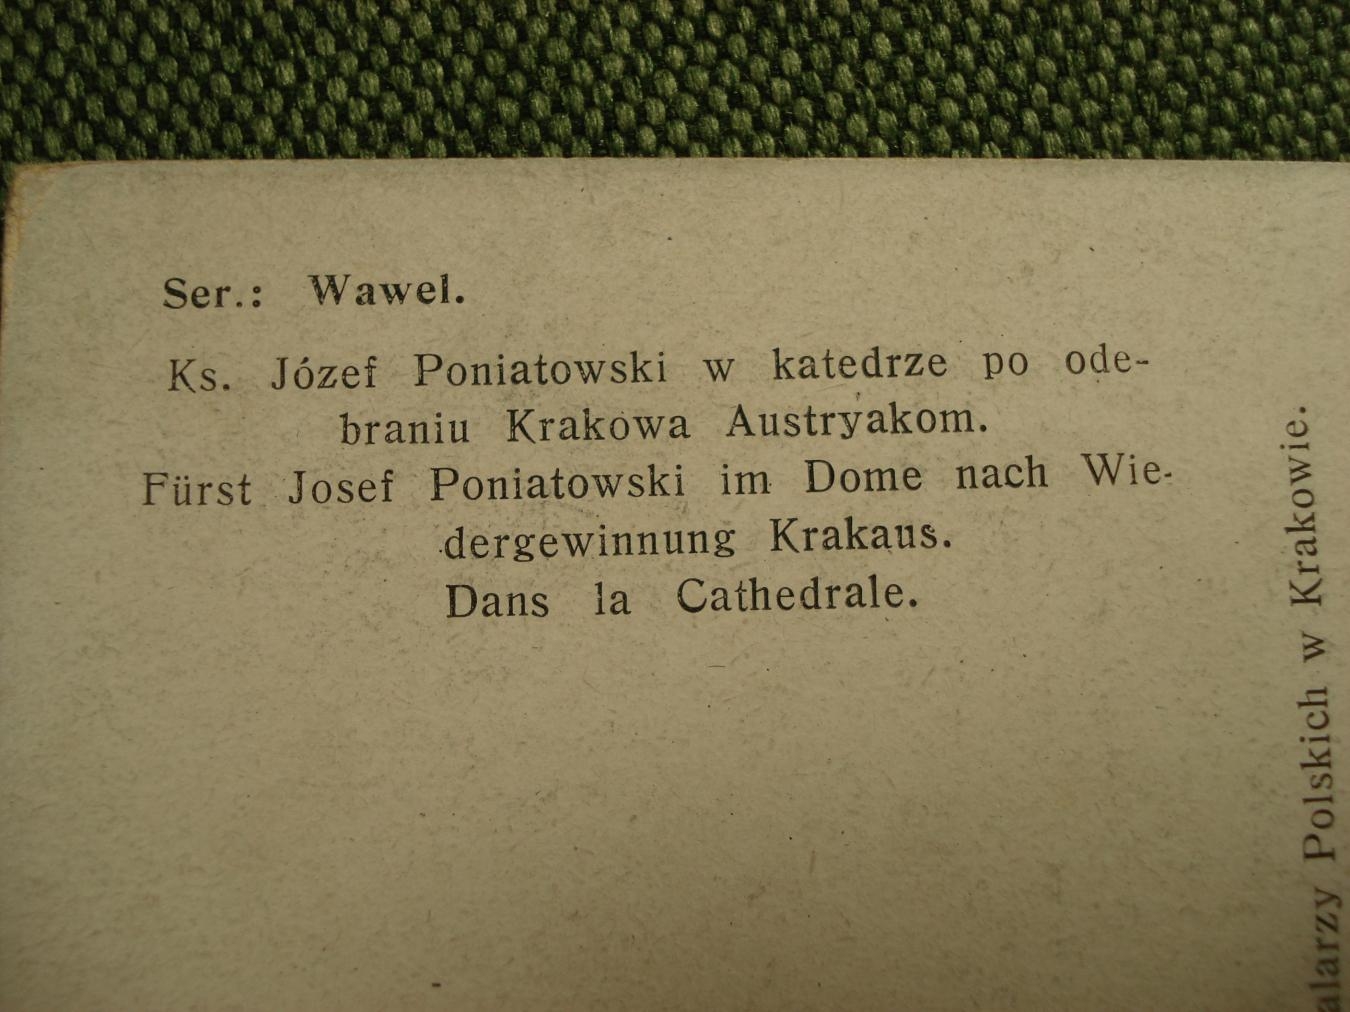 Ser.: Wawel.
Ks. Józef Poniatowski w katedrze po ode-
braniu Krakowa Austryakom.
Fürst Josef Poniatowski im Dome nach Wie-
dergewinnung Krakaus.
Dans la Cathedrale.
alarzy Polskich w Krakowie.